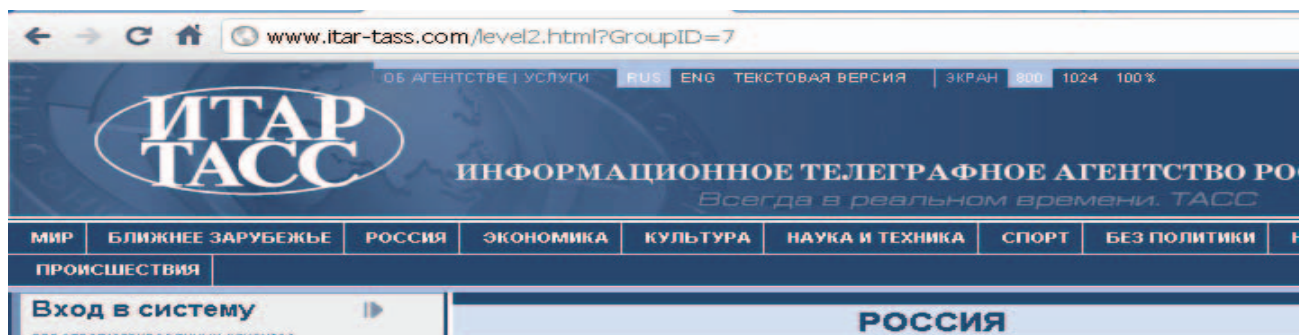 www.itar-tass.com/level2.html?GroupID=7
ОБ АГЕНТСТВЕ | УСЛУГИ RUS ENG ТЕКСТОВАЯ ВЕРСИЯ | ЭКРАН 800 1024 100%
ИТАР
ТАСС
ИНФОРМАЦИОННОЕ ТЕЛЕГРАФНОЕ АГЕНТСТВО
Всегда в реальном времени. ТАСС
МИР БЛИЖНЕЕ ЗАРУБЕЖЬЕ РОССИЯ ЭКОНОМИКА КУЛЬТУРА НАУКА И ТЕХНИКА СПОРТ БЕЗ ПОЛИТИКИ
ПРОИСШЕСТВИЯ
Вход в систему
РОССИЯ